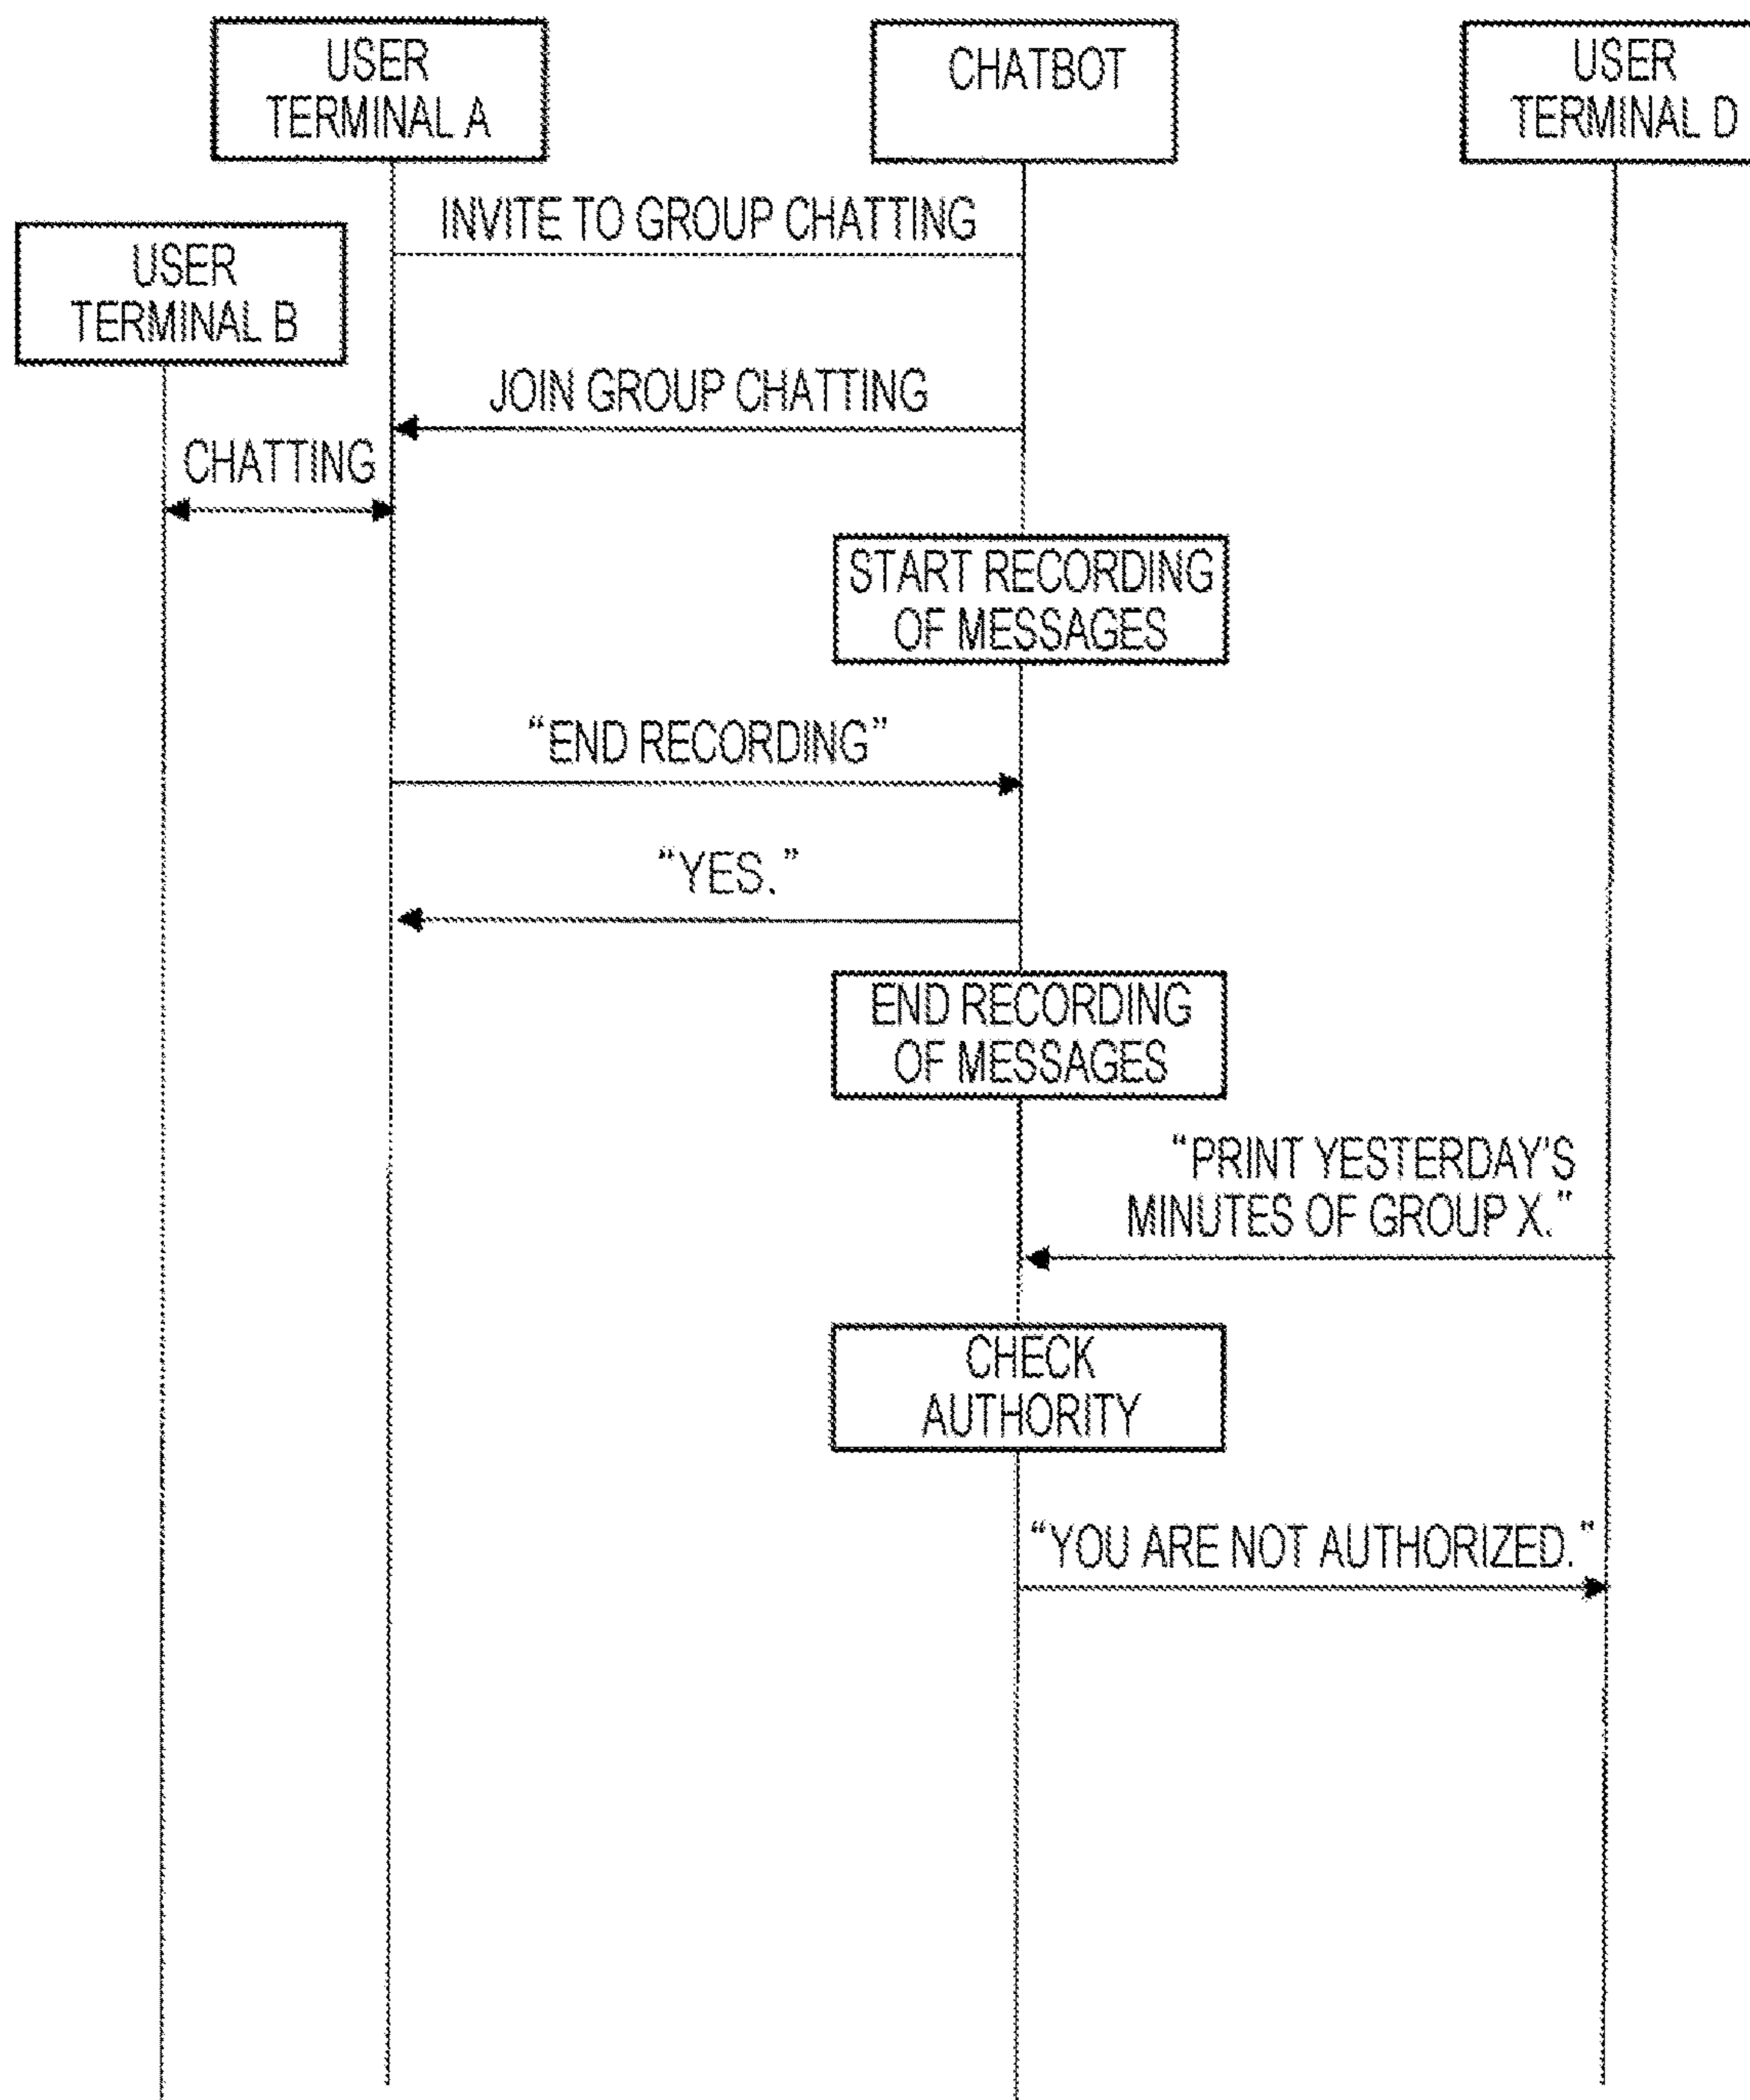 USER
TERMINAL A
CHATBOT
USER
TERMINAL D
INVITE TO GROUP CHATTING
USER
TERMINAL B
JOIN GROUP CHATTING
CHATTING
START RECORDING
OF MESSAGES
“END RECORDING”
“YES.”
END RECORDING
OF MESSAGES
“PRINT YESTERDAY'S
MINUTES OF GROUP X.”
CHECK
AUTHORITY
“YOU ARE NOT AUTHORIZED.”